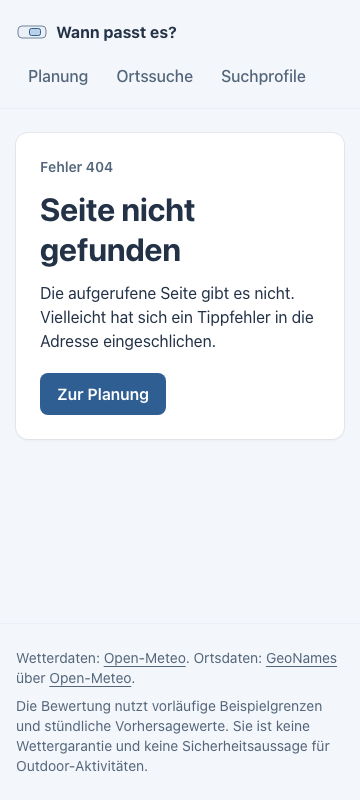 Wann passt es?
Planung Ortssuche Suchprofile
Fehler 404
Seite nicht
gefunden
Die aufgerufene Seite gibt es nicht.
Vielleicht hat sich ein Tippfehler in die
Adresse eingeschlichen.
Zur Planung
Wetterdaten: Open-Meteo. Ortsdaten: GeoNames
über Open-Meteo.
Die Bewertung nutzt vorläufige Beispielgrenzen
und stündliche Vorhersagewerte. Sie ist keine
Wettergarantie und keine Sicherheitsaussage für
Outdoor-Aktivitäten.